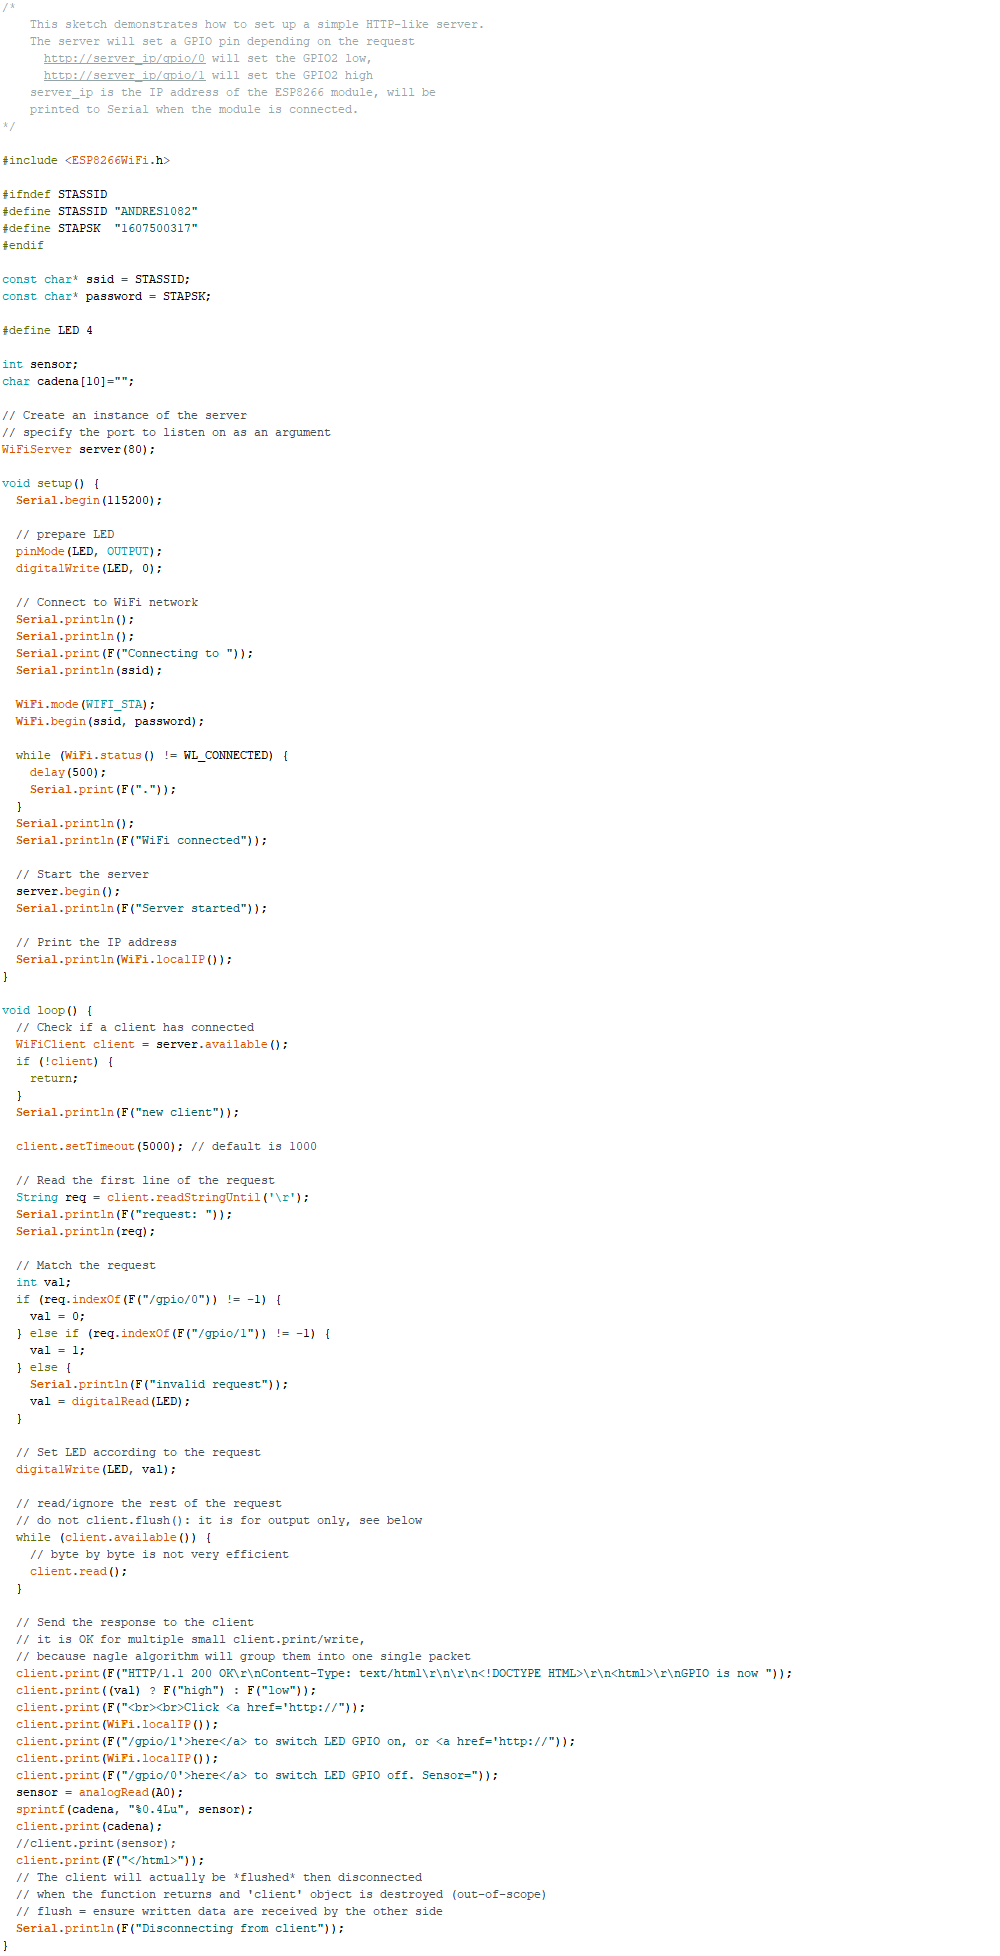 /*
    This sketch demonstrates how to set up a simple HTTP-like server.
    The server will set a GPIO pin depending on the request
      http://server_ip/gpio/0 will set the GPIO2 low,
      http://server_ip/gpio/1 will set the GPIO2 high
    server_ip is the IP address of the ESP8266 module, will be
    printed to Serial when the module is connected.
*/

#include <ESP8266WiFi.h>

#ifndef STASSID
#define STASSID "ANDRES1082"
#define STAPSK  "1607500317"
#endif

const char* ssid = STASSID;
const char* password = STAPSK;

#define LED 4

int sensor;
char cadena[10]="";

// Create an instance of the server
// specify the port to listen on as an argument
WiFiServer server(80);

void setup() {
  Serial.begin(115200);

  // prepare LED
  pinMode(LED, OUTPUT);
  digitalWrite(LED, 0);

  // Connect to WiFi network
  Serial.println();
  Serial.println();
  Serial.print(F("Connecting to "));
  Serial.println(ssid);

  WiFi.mode(WIFI_STA);
  WiFi.begin(ssid, password);

  while (WiFi.status() != WL_CONNECTED) {
    delay(500);
    Serial.print(F("."));
  }
  Serial.println();
  Serial.println(F("WiFi connected"));

  // Start the server
  server.begin();
  Serial.println(F("Server started"));

  // Print the IP address
  Serial.println(WiFi.localIP());
}

void loop() {
  // Check if a client has connected
  WiFiClient client = server.available();
  if (!client) {
    return;
  }
  Serial.println(F("new client"));

  client.setTimeout(5000); // default is 1000

  // Read the first line of the request
  String req = client.readStringUntil('\r');
  Serial.println(F("request: "));
  Serial.println(req);

  // Match the request
  int val;
  if (req.indexOf(F("/gpio/0")) != -1) {
    val = 0;
  } else if (req.indexOf(F("/gpio/1")) != -1) {
    val = 1;
  } else {
    Serial.println(F("invalid request"));
    val = digitalRead(LED);
  }

  // Set LED according to the request
  digitalWrite(LED, val);

  // read/ignore the rest of the request
  // do not client.flush(): it is for output only, see below
  while (client.available()) {
    // byte by byte is not very efficient
    client.read();
  }

  // Send the response to the client
  // it is OK for multiple small client.print/write,
  // because nagle algorithm will group them into one single packet
  client.print(F("HTTP/1.1 200 OK\r\nContent-Type: text/html\r\n\r\n<!DOCTYPE HTML>\r\n<html>\r\nGPIO is now "));
  client.print((val) ? F("high") : F("low"));
  client.print(F("<br><br>Click <a href='http://"));
  client.print(WiFi.localIP());
  client.print(F("/gpio/1'>here</a> to switch LED GPIO on, or <a href='http://"));
  client.print(WiFi.localIP());
  client.print(F("/gpio/0'>here</a> to switch LED GPIO off. Sensor="));
  sensor = analogRead(A0);
  sprintf(cadena, "%0.4Lu", sensor);
  client.print(cadena);
  //client.print(sensor);
  client.print(F("</html>"));
  // The client will actually be *flushed* then disconnected
  // when the function returns and 'client' object is destroyed (out-of-scope)
  // flush = ensure written data are received by the other side
  Serial.println(F("Disconnecting from client"));
}